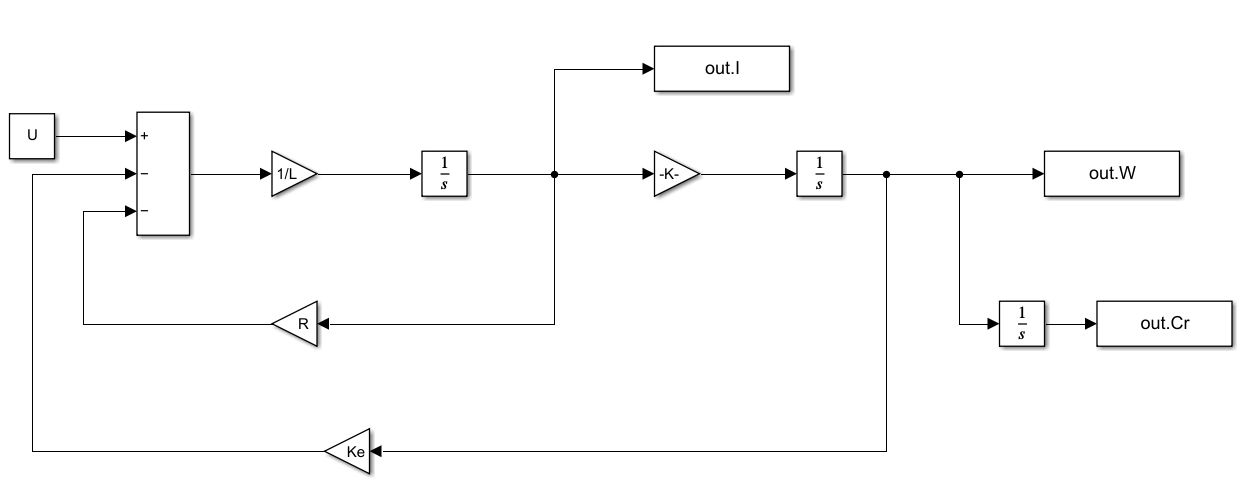 out.I
U
+
−
−
1/L
1
s
-K-
1
s
out.W
R
1
s
out.Cr
Ke